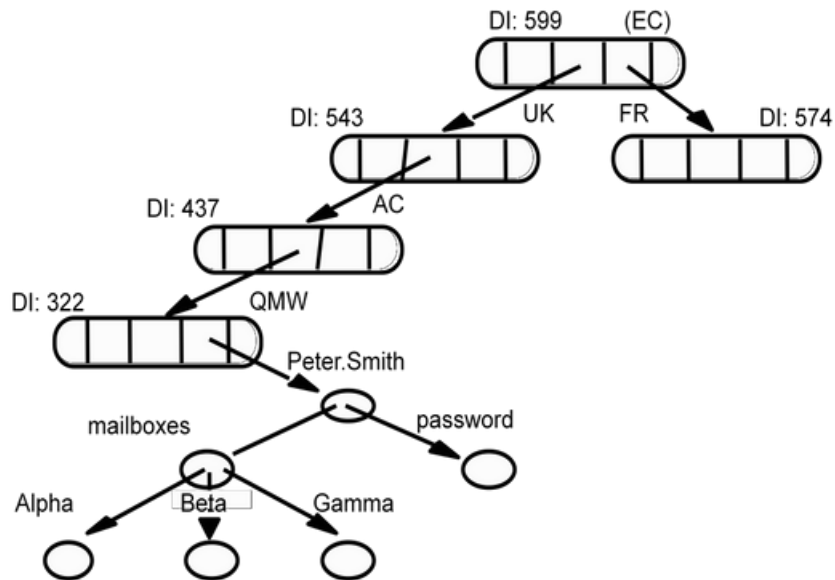 DI: 599 (EC)
DI: 543 UK FR DI: 574
DI: 437 AC
DI: 322 QMW
Peter.Smith
mailboxes password
Alpha Beta Gamma